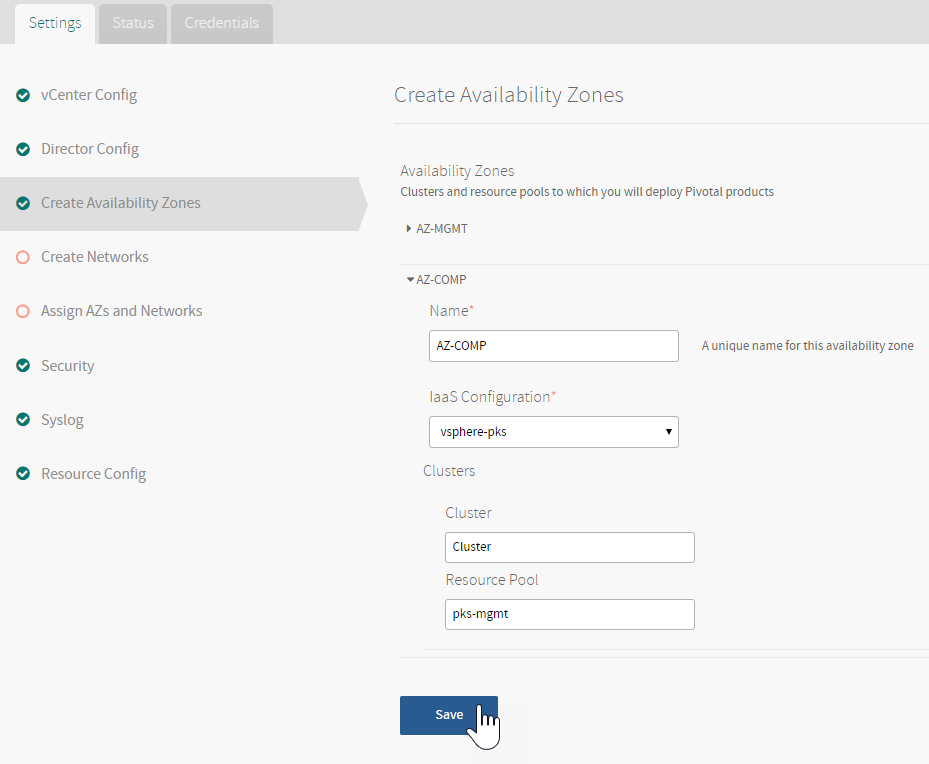 Settings
Status
Credentials
vCenter Config
Director Config
Create Availability Zones
Create Networks
Assign AZs and Networks
Security
Syslog
Resource Config
Create Availability Zones
Availability Zones
Clusters and resource pools to which you will deploy Pivotal products
AZ-MGMT
AZ-COMP
Name*
AZ-COMP
A unique name for this availability zone
IaaS Configuration*
vsphere-pks
Clusters
Cluster
Cluster
Resource Pool
pks-mgmt
Save